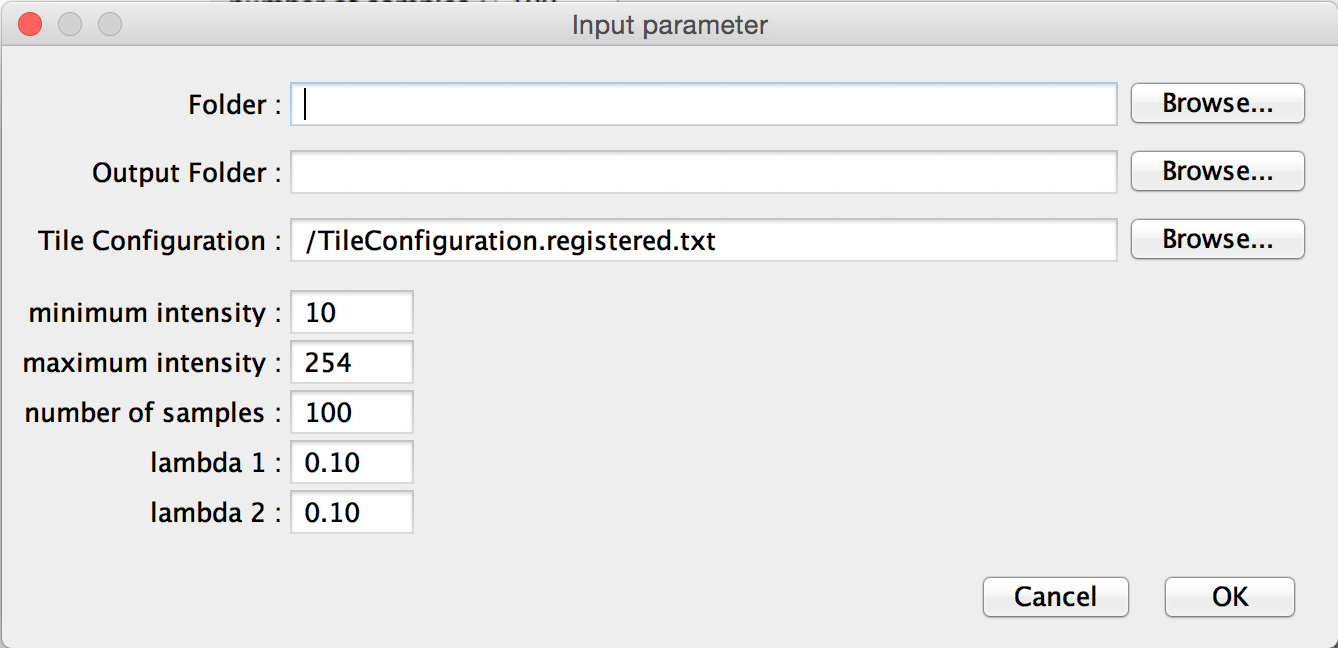 Input parameter
Folder : Browse...
Output Folder : Browse...
Tile Configuration : /TileConfiguration.registered.txt Browse...
minimum intensity : 10
maximum intensity : 254
number of samples : 100
lambda 1 : 0.10
lambda 2 : 0.10
Cancel OK